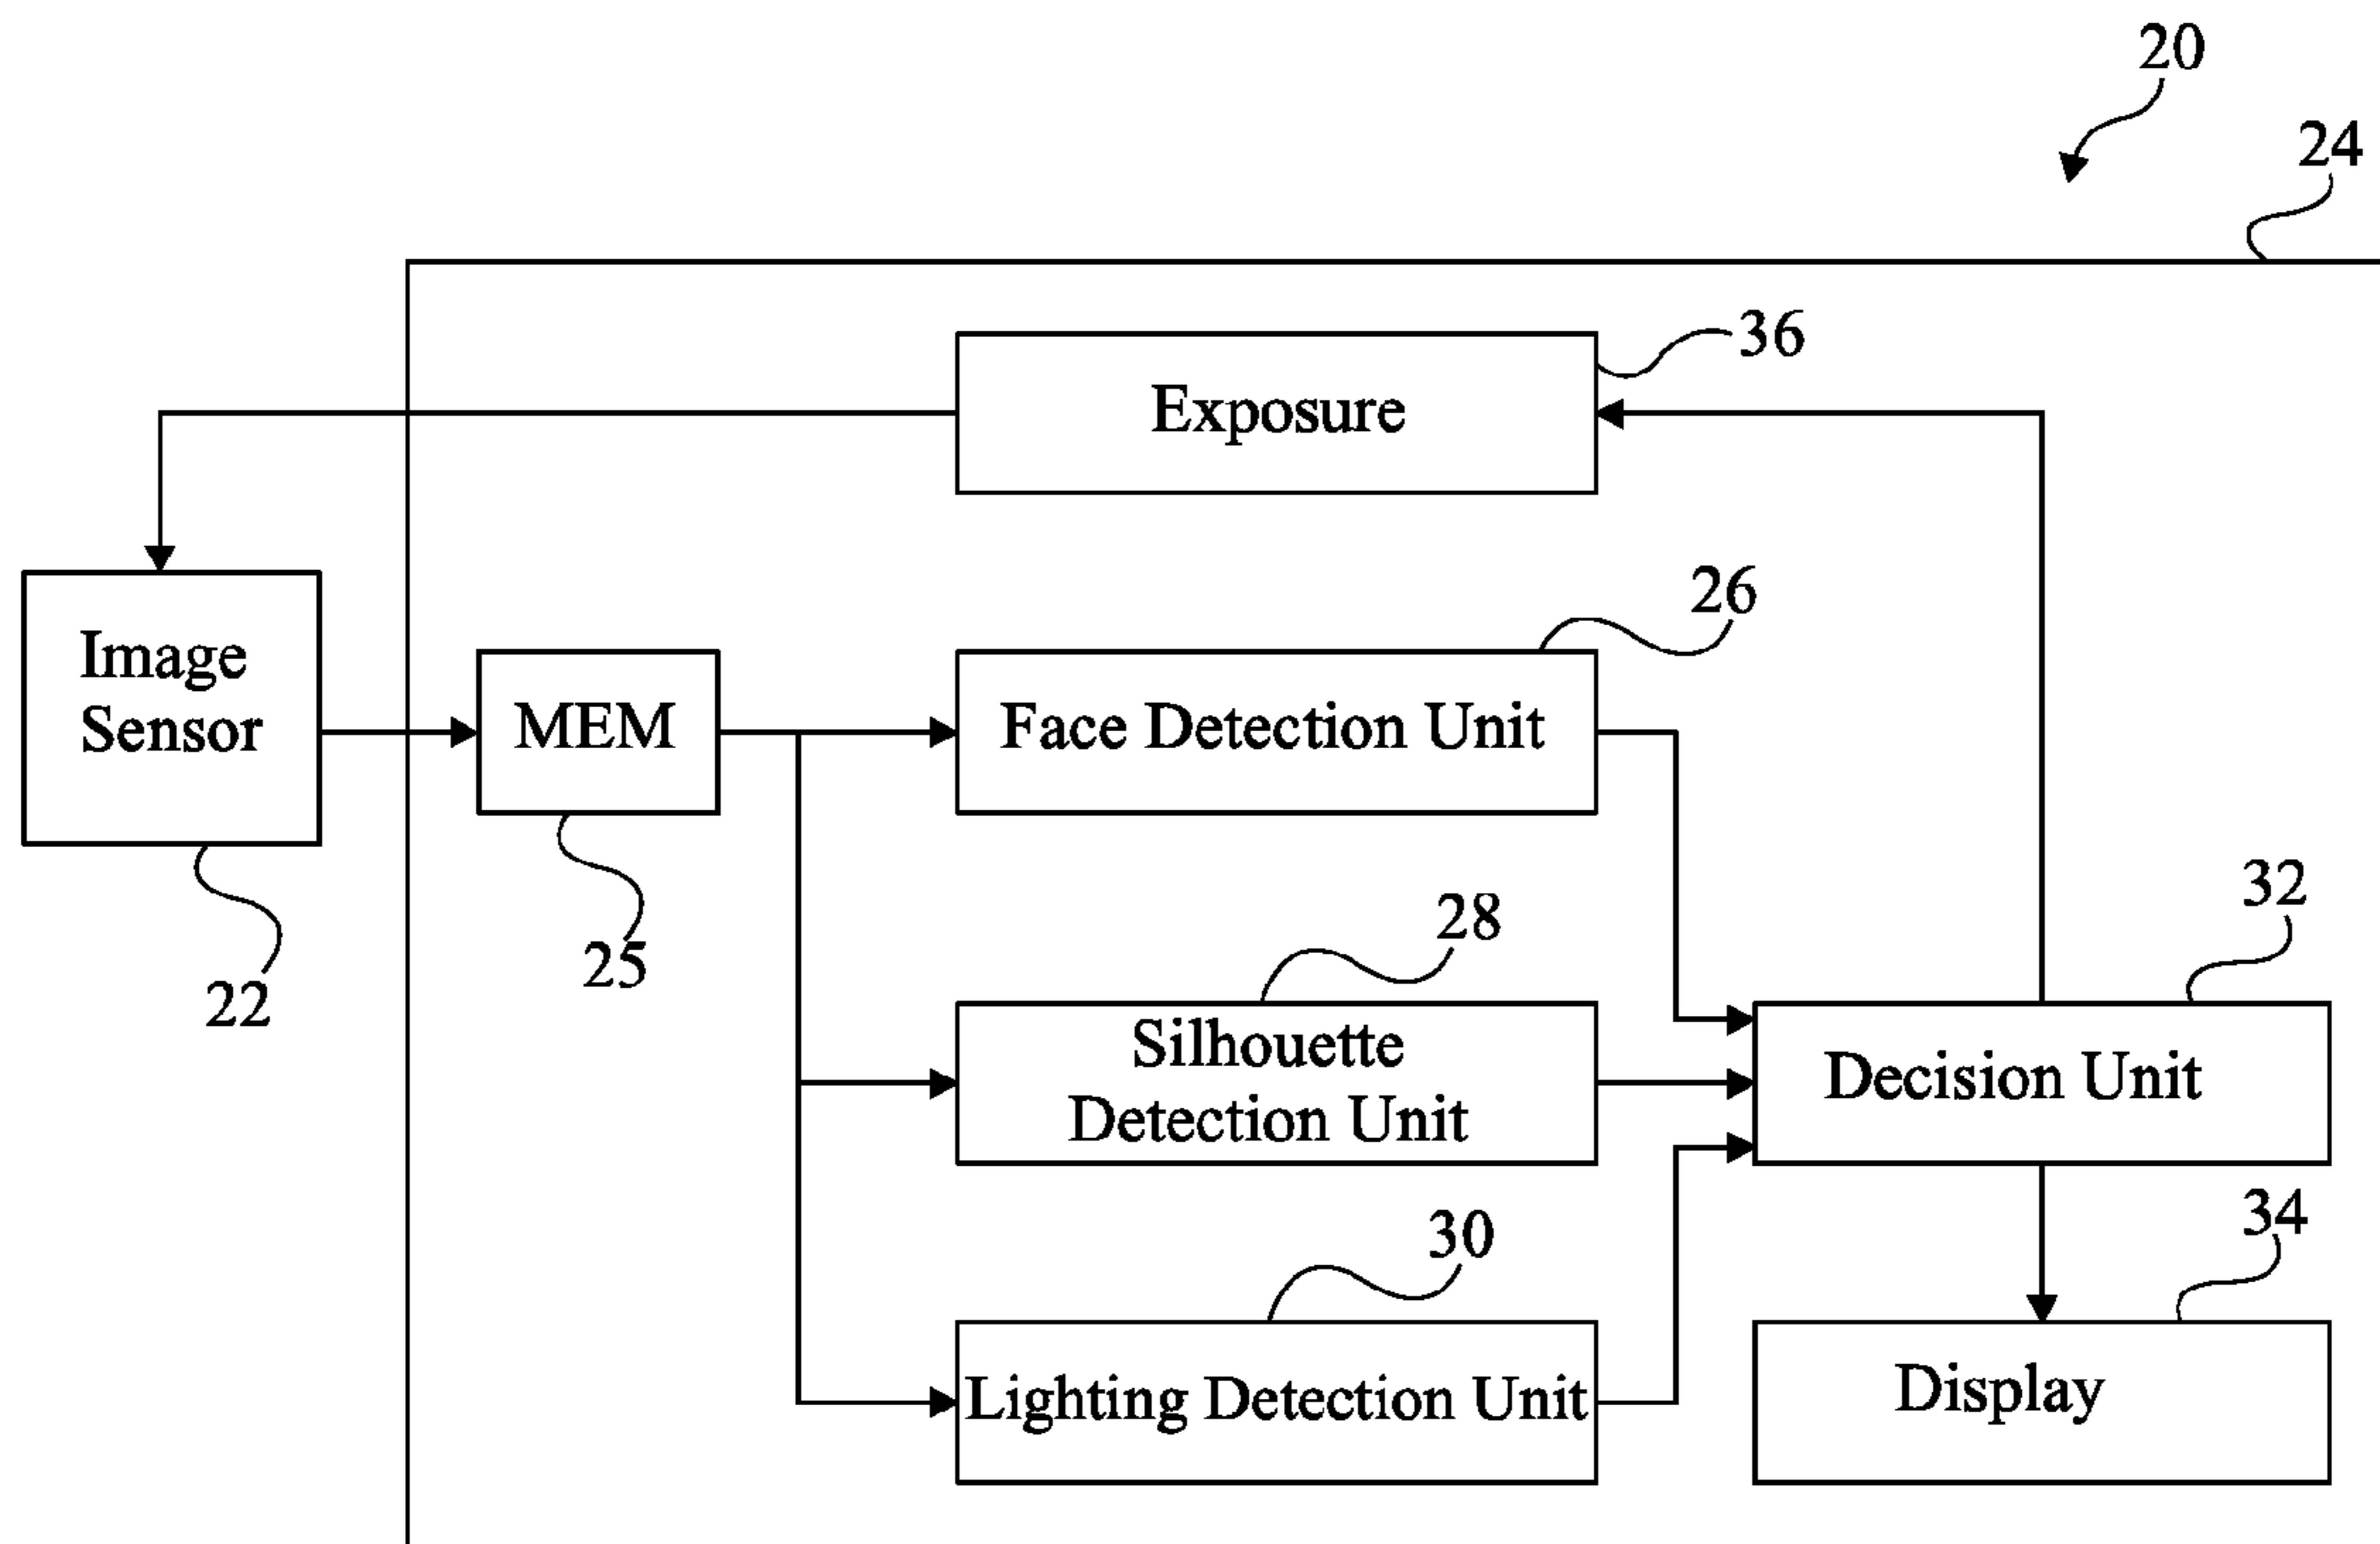 20
24
36
Exposure
26
Image
Sensor
MEM
Face Detection Unit
22
25
28
32
Silhouette
Detection Unit
Decision Unit
30
34
Lighting Detection Unit
Display